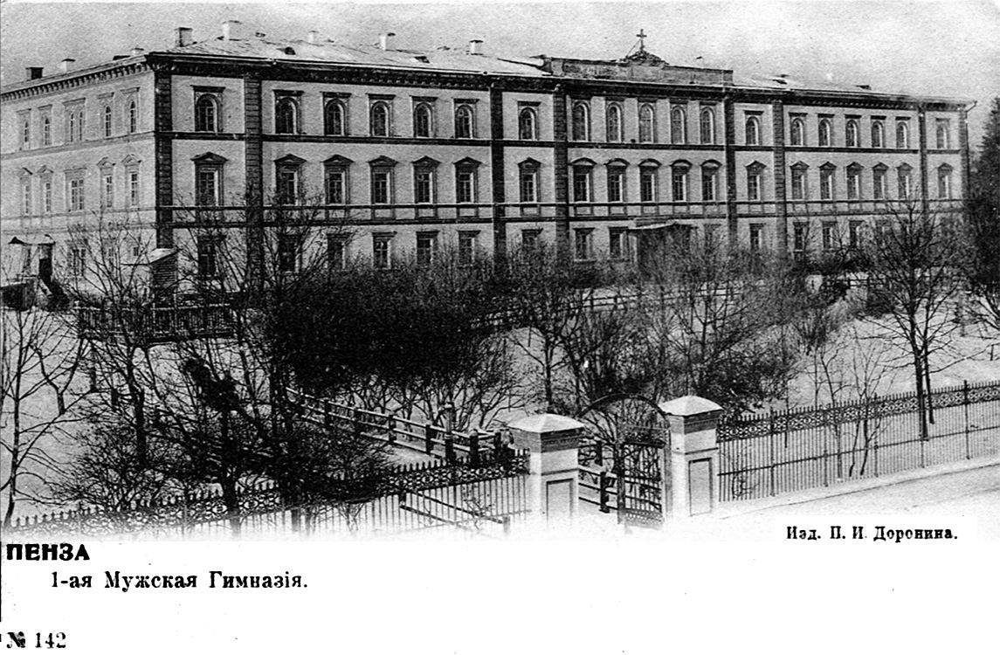 Изд. П. И. Доронина.
ПЕНЗА
1-ая Мужская Гимназія.
№ 142